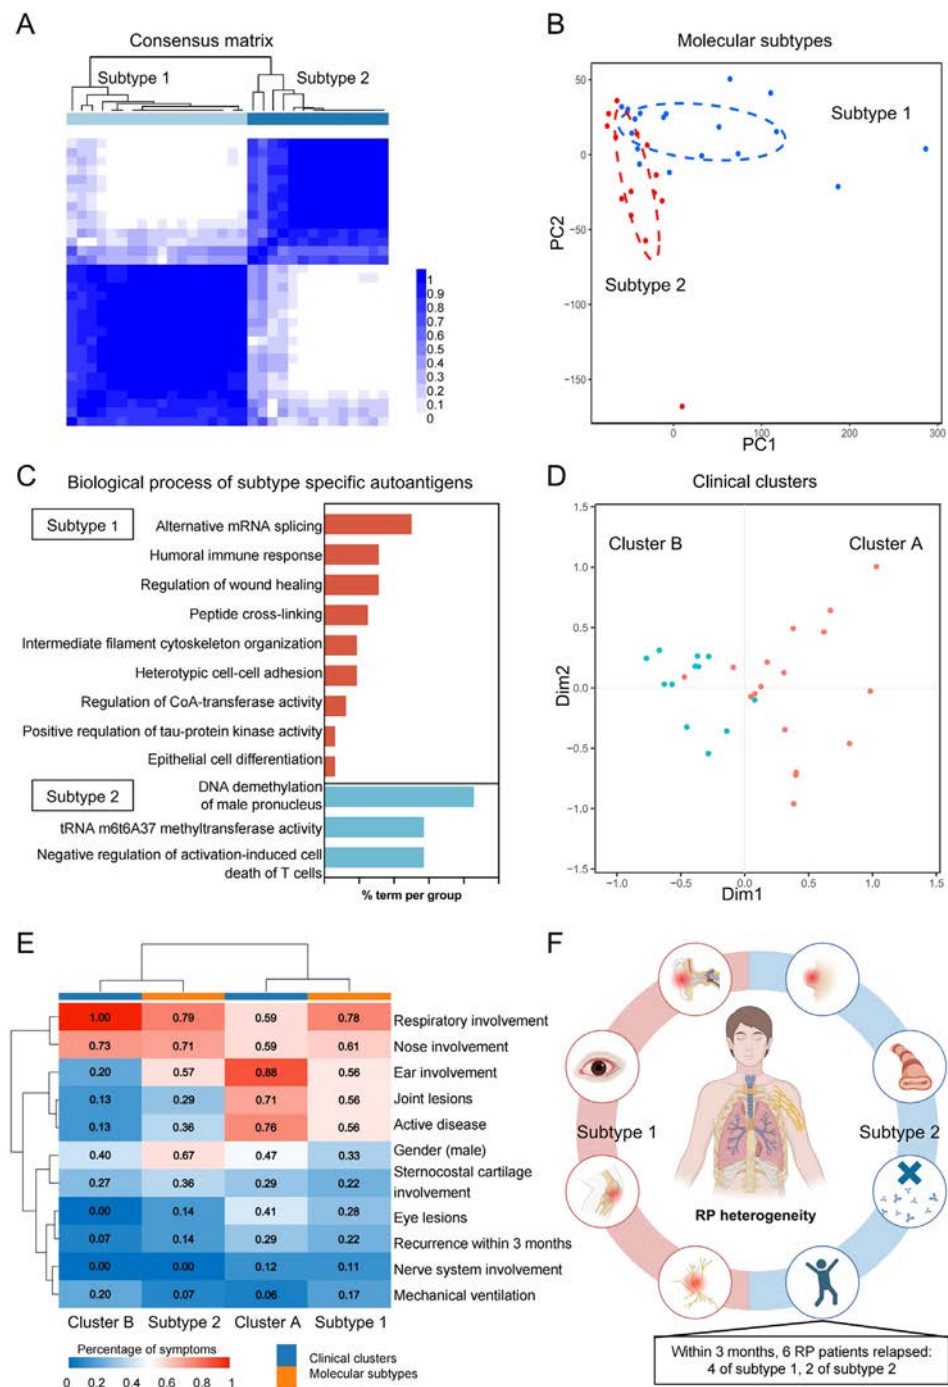 A
Consensus matrix
Subtype 1
Subtype 2
1
0.9
0.8
0.7
0.6
0.5
0.4
0.3
0.2
0.1
0
B
Molecular subtypes
50
0
−50
−100
−150
PC2
Subtype 1
Subtype 2
0
100
200
300
PC1
C
Biological process of subtype specific autoantigens
Subtype 1
Alternative mRNA splicing
Humoral immune response
Regulation of wound healing
Peptide cross-linking
Intermediate filament cytoskeleton organization
Heterotypic cell-cell adhesion
Regulation of CoA-transferase activity
Positive requlation of tau-protein kinase activity
Epithelial cell differentiation
Subtype 2
DNA demethylation
of male pronucleus
tRNA m6t6A37 methyltransferase activity
Negative regulation of activation-induced cell
death of T cells
% term per group
D
Clinical clusters
1.5
1.0
0.5
0.0
−0.5
−1.0
−1.5
Dim2
Cluster B
Cluster A
−1.0
−0.5
0.0
0.5
1.0
1.5
Dim1
E
1.00 0.79 0.59 0.78 Respiratory involvement
0.73 0.71 0.59 0.61 Nose involvement
0.20 0.57 0.88 0.56 Ear involvement
0.13 0.29 0.71 0.56 Joint lesions
0.13 0.36 0.76 0.56 Active disease
0.40 0.67 0.47 0.33 Gender (male)
0.27 0.36 0.29 0.22 Sternocostal cartilage
involvement
0.00 0.14 0.41 0.28 Eye lesions
0.07 0.14 0.29 0.22 Recurrence within 3 months
0.00 0.00 0.12 0.11 Nerve system involvement
0.20 0.07 0.06 0.17 Mechanical ventilation
Cluster B Subtype 2 Cluster A Subtype 1
Percentage of symptoms
0 0.2 0.4 0.6 0.8 1
Clinical clusters
Molecular subtypes
F
Subtype 1
Subtype 2
RP heterogeneity
Within 3 months, 6 RP patients relapsed:
4 of subtype 1, 2 of subtype 2